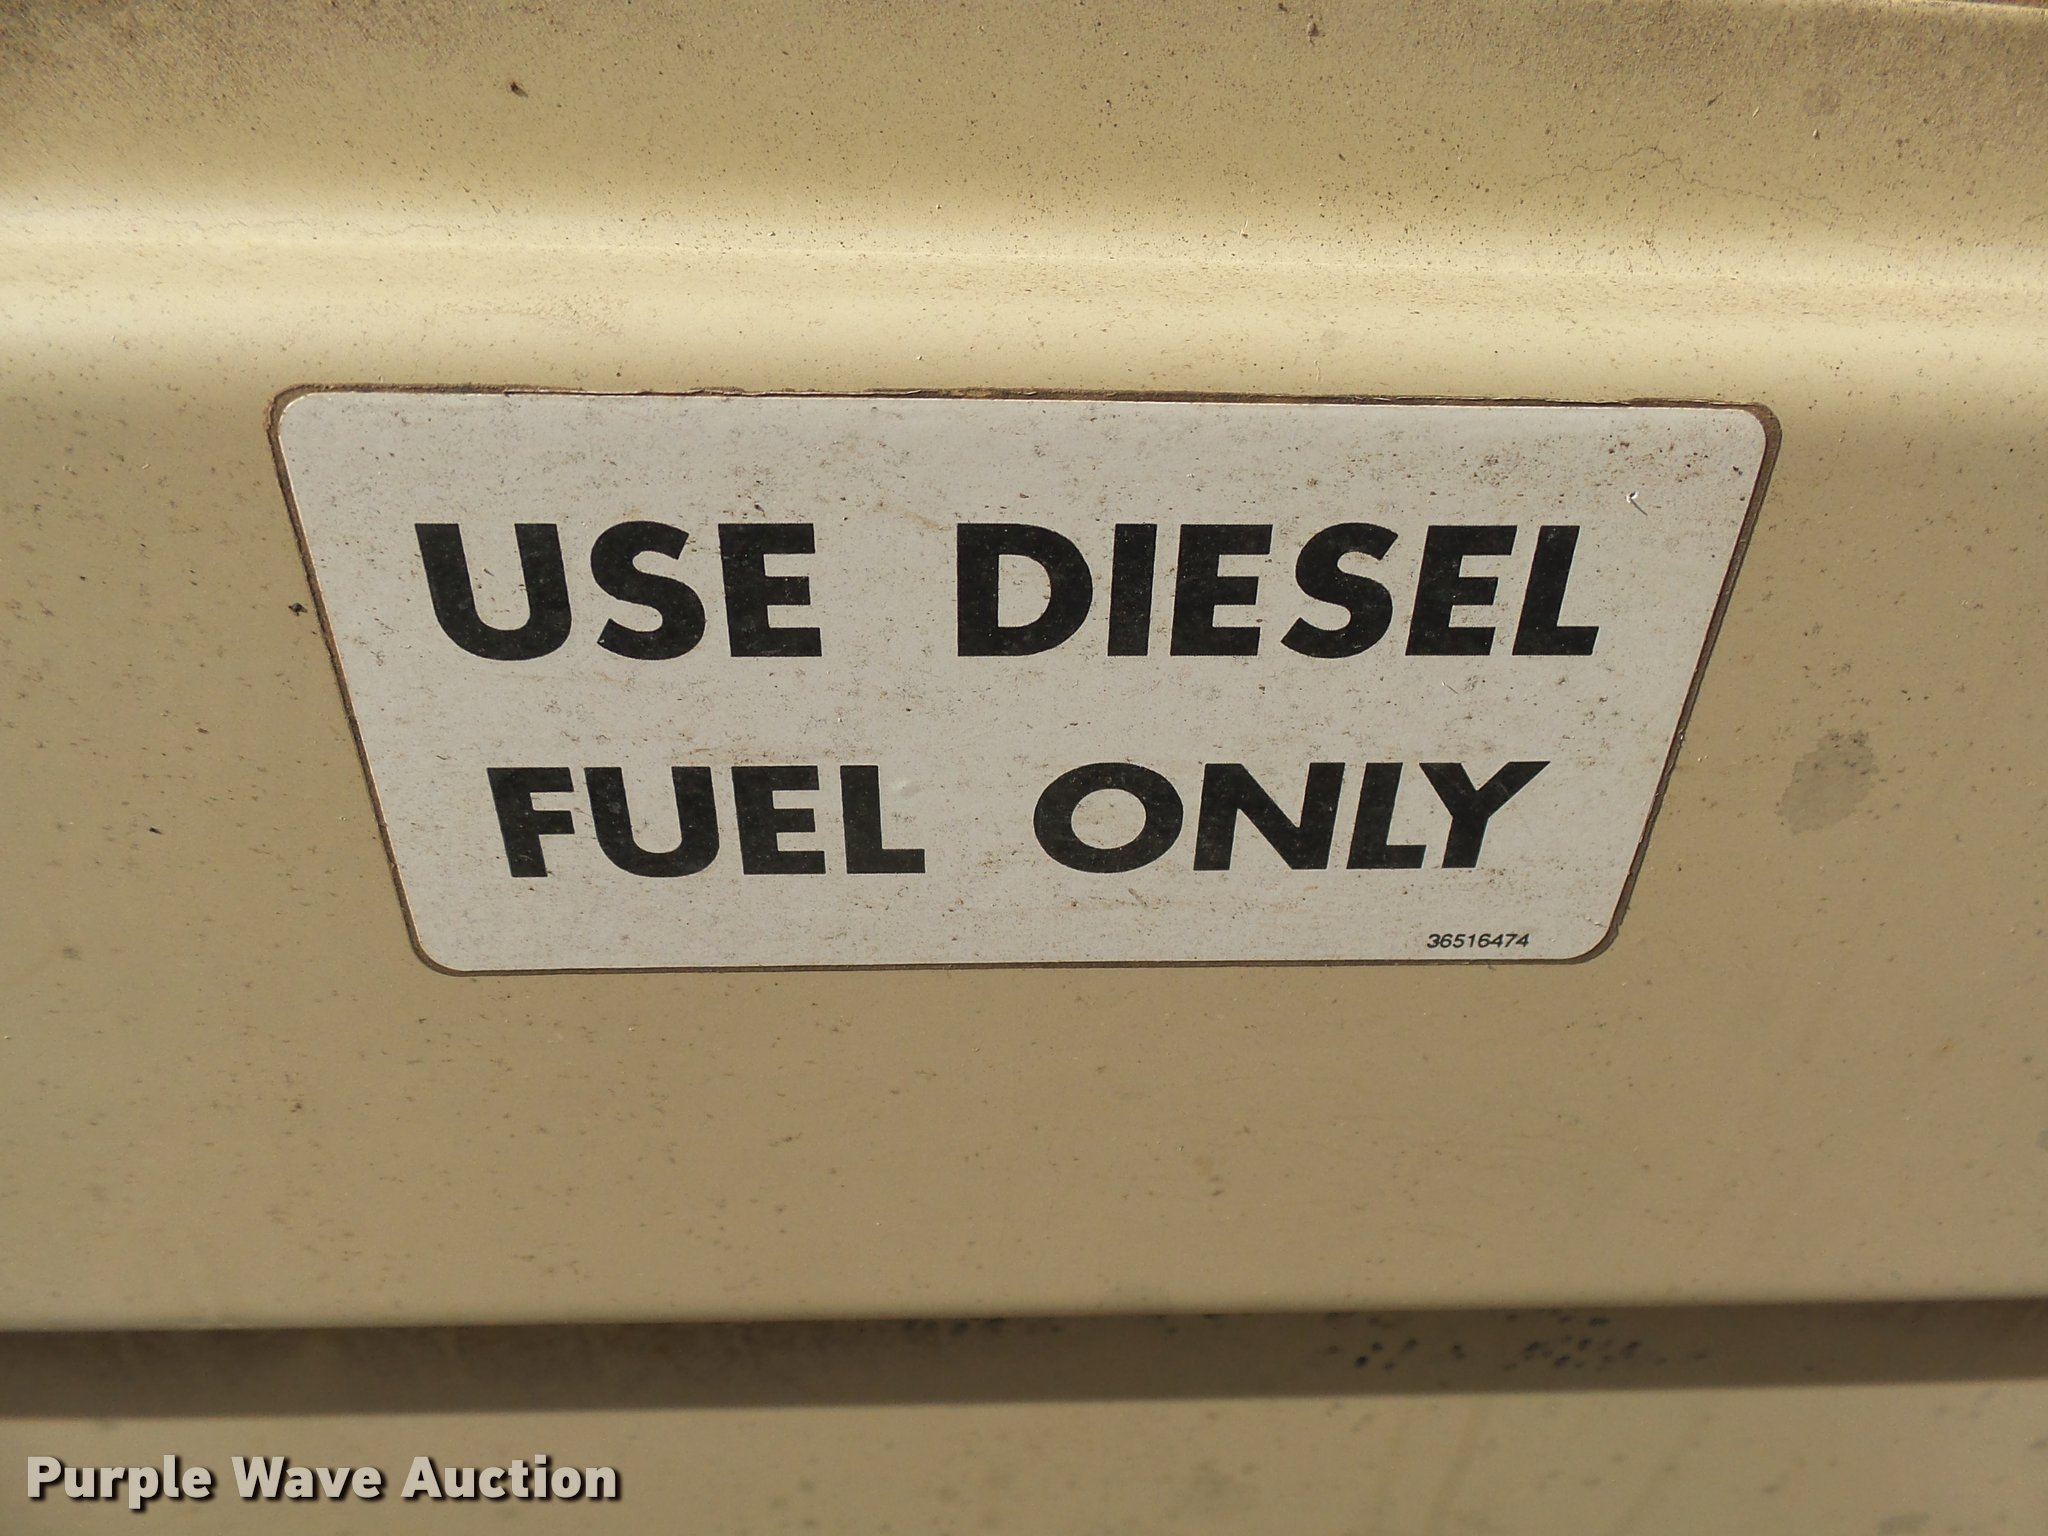 USE DIESEL
FUEL ONLY
36516474
Purple Wave Auction